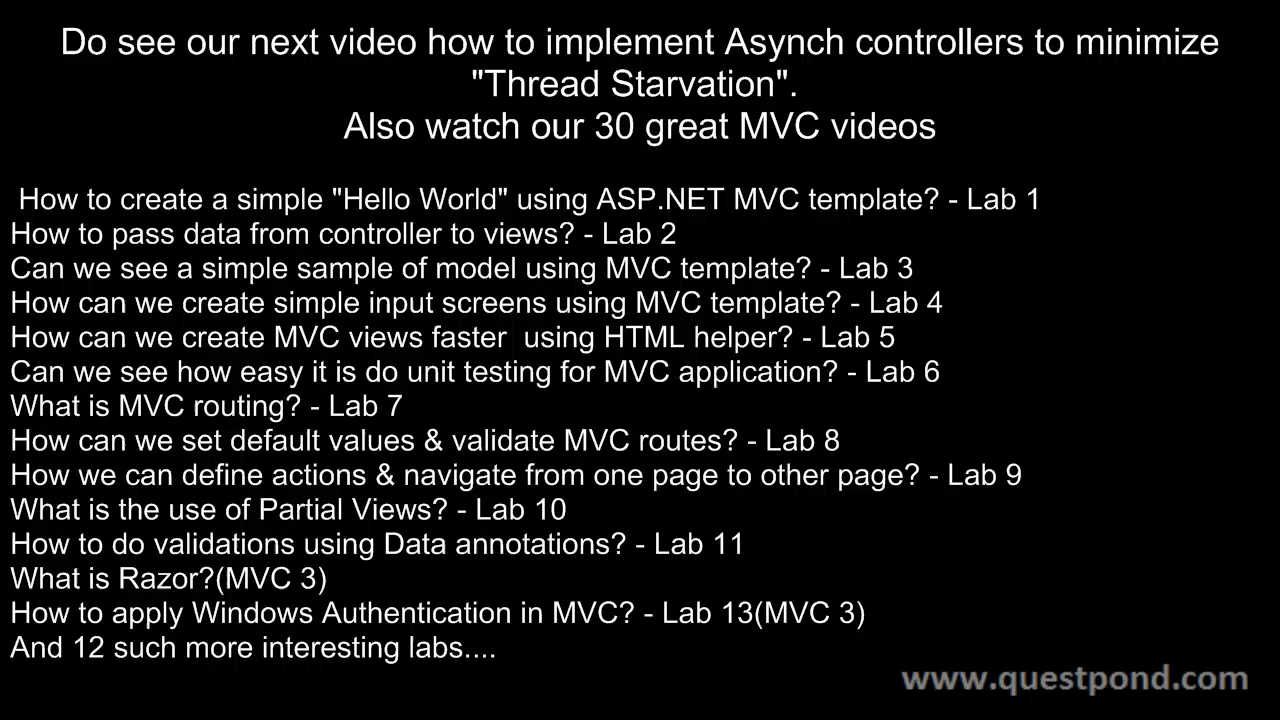 Do see our next video how to implement Asynch controllers to minimize
"Thread Starvation".
Also watch our 30 great MVC videos
How to create a simple "Hello World" using ASP.NET MVC template? - Lab 1
How to pass data from controller to views? - Lab 2
Can we see a simple sample of model using MVC template? - Lab 3
How can we create simple input screens using MVC template? - Lab 4
How can we create MVC views faster  using HTML helper? - Lab 5
Can we see how easy it is do unit testing for MVC application? - Lab 6
What is MVC routing? - Lab 7
How can we set default values & validate MVC routes? - Lab 8
How we can define actions & navigate from one page to other page? - Lab 9
What is the use of Partial Views? - Lab 10
How to do validations using Data annotations? - Lab 11
What is Razor?(MVC 3)
How to apply Windows Authentication in MVC? - Lab 13(MVC 3)
And 12 such more interesting labs....
www.questpond.com